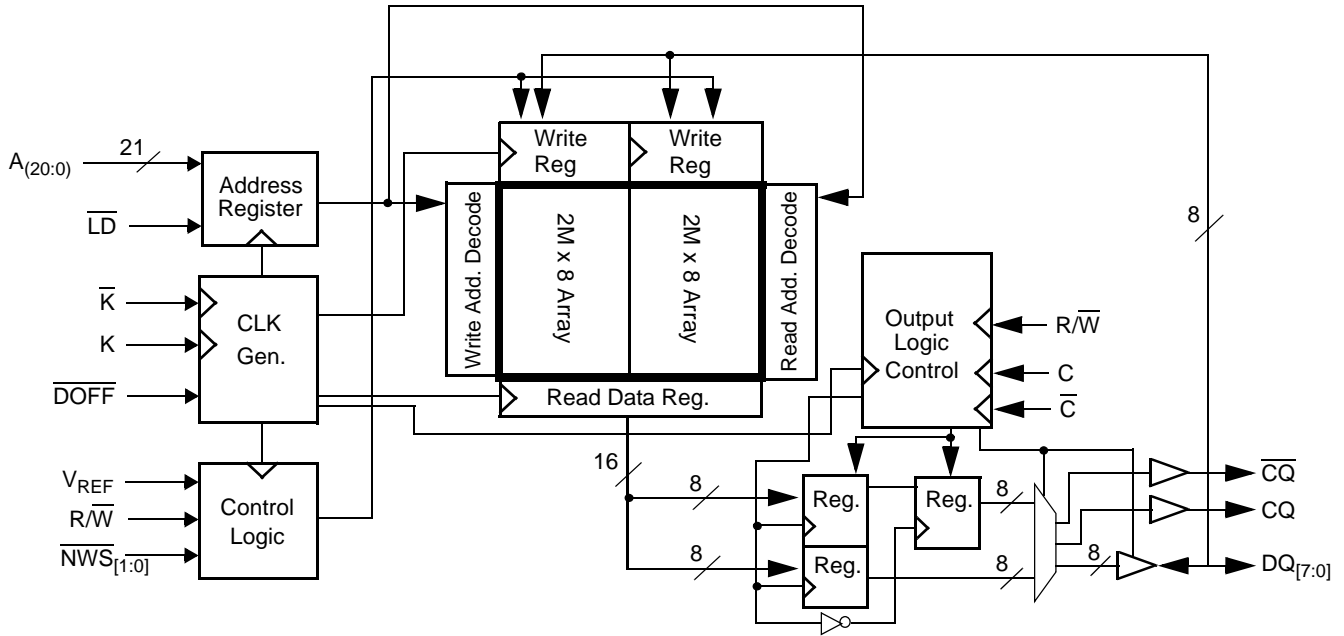 21
A(20:0)
LD
Address
Register
K
K
DOFF
CLK
Gen.
VREF
R/W
NWS[1:0]
Control
Logic
Write
Reg
Write
Reg
Write Add. Decode
2M x 8 Array
2M x 8 Array
Read Add. Decode
Read Data Reg.
8
Output
Logic
Control
R/W
C
C
16
8
8
Reg.
Reg.
Reg.
8
8
8
CQ
CQ
DQ[7:0]